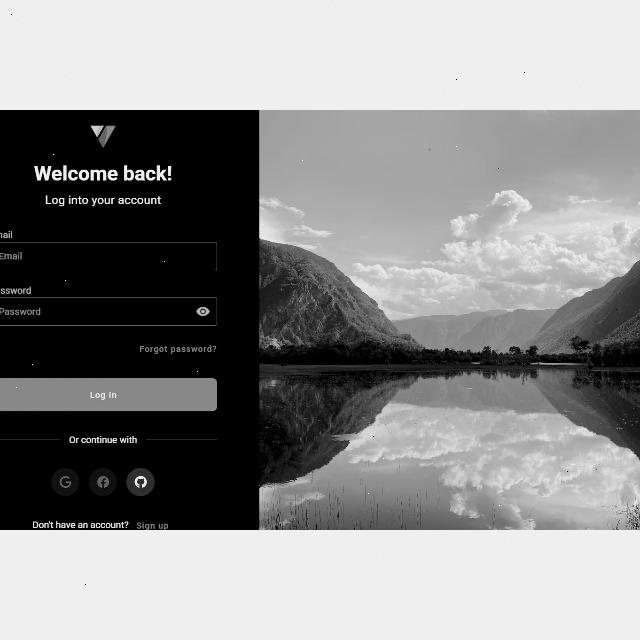 Welcome back!
Log into your account
nail
Email
ssword
Password
Forgot password?
Log In
Or continue with
Don't have an account? Sign up